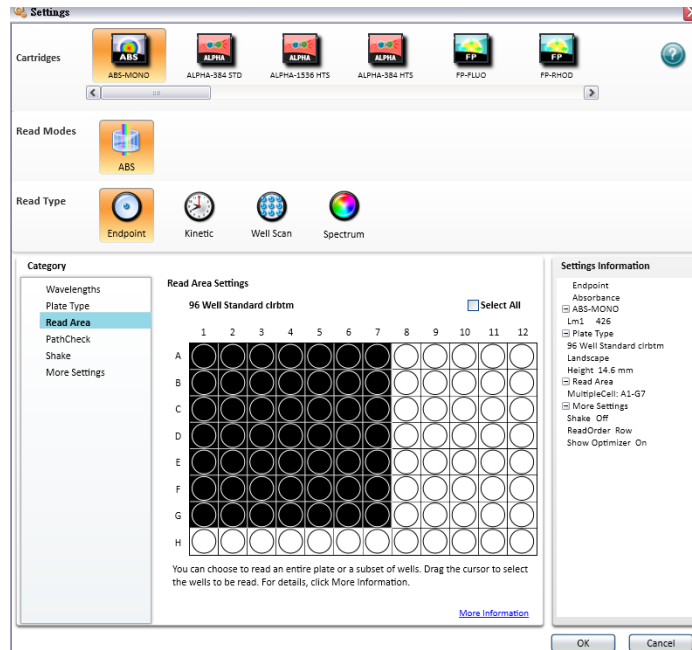 Settings
Cartridges
ABS
ALPHA
ALPHA
ALPHA
FP
FP
ABS-MONO
ALPHA-384 STD
ALPHA-1536 HTS
ALPHA-384 HTS
FP-FLUO
FP-RHOD
Read Modes
ABS
Read Type
Endpoint
Kinetic
Well Scan
Spectrum
Category
Wavelengths
Plate Type
Read Area
PathCheck
Shake
More Settings
Read Area Settings
96 Well Standard clrbtm
Select All
1 2 3 4 5 6 7 8 9 10 11 12
A
B
C
D
E
F
G
H
You can choose to read an entire plate or a subset of wells. Drag the cursor to select
the wells to be read. For details, click More Information.
More Information
Settings Information
Endpoint
Absorbance
ABS-MONO
Lm1 426
Plate Type
96 Well Standard clrbtm
Landscape
Height 14.6 mm
Read Area
MultipleCell: A1-G7
More Settings
Shake Off
ReadOrder Row
Show Optimizer On
OK
Cancel